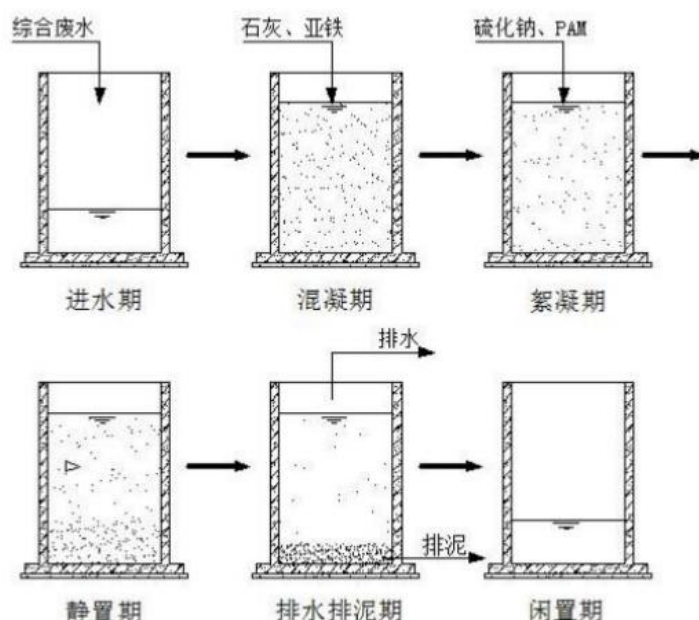 综合废水
石灰、亚铁
硫化钠、PAM
进水期
混凝期
絮凝期
排水
排泥
静置期
排水排泥期
闲置期